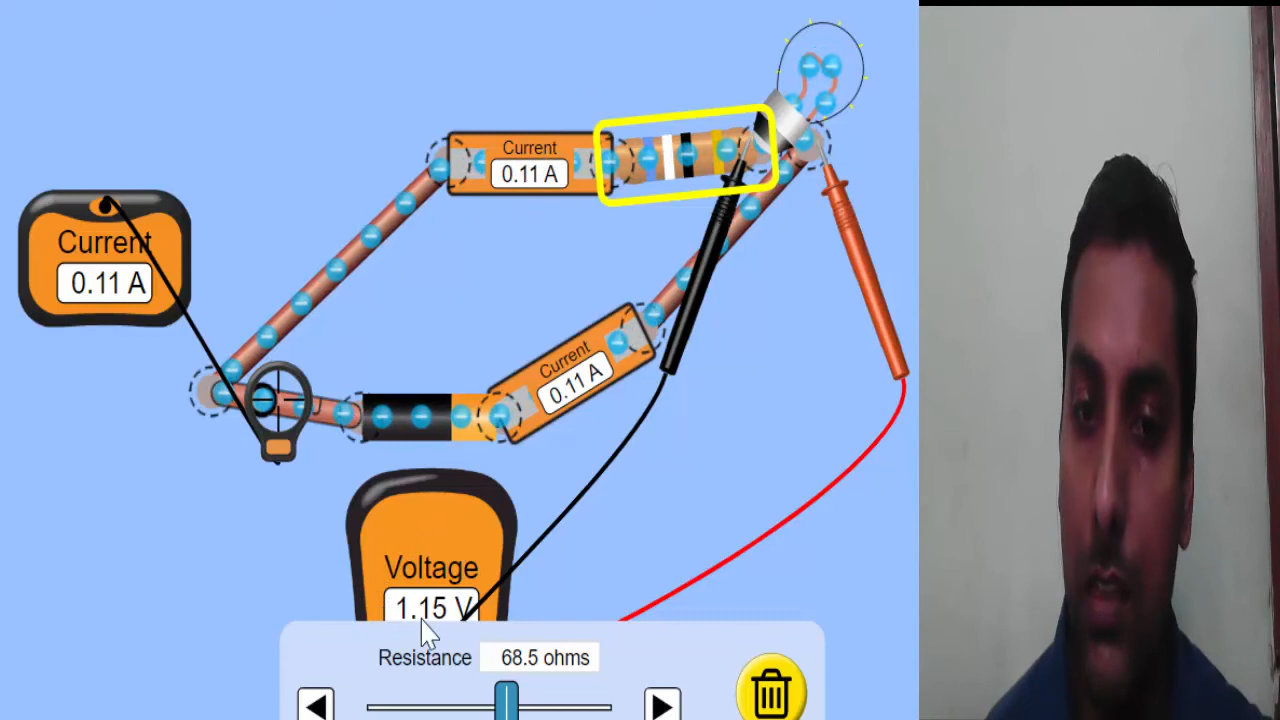 Current
0.11 A
Current
0.11 A
Current
0.11 A
Voltage
1.15 V
Resistance 68.5 ohms